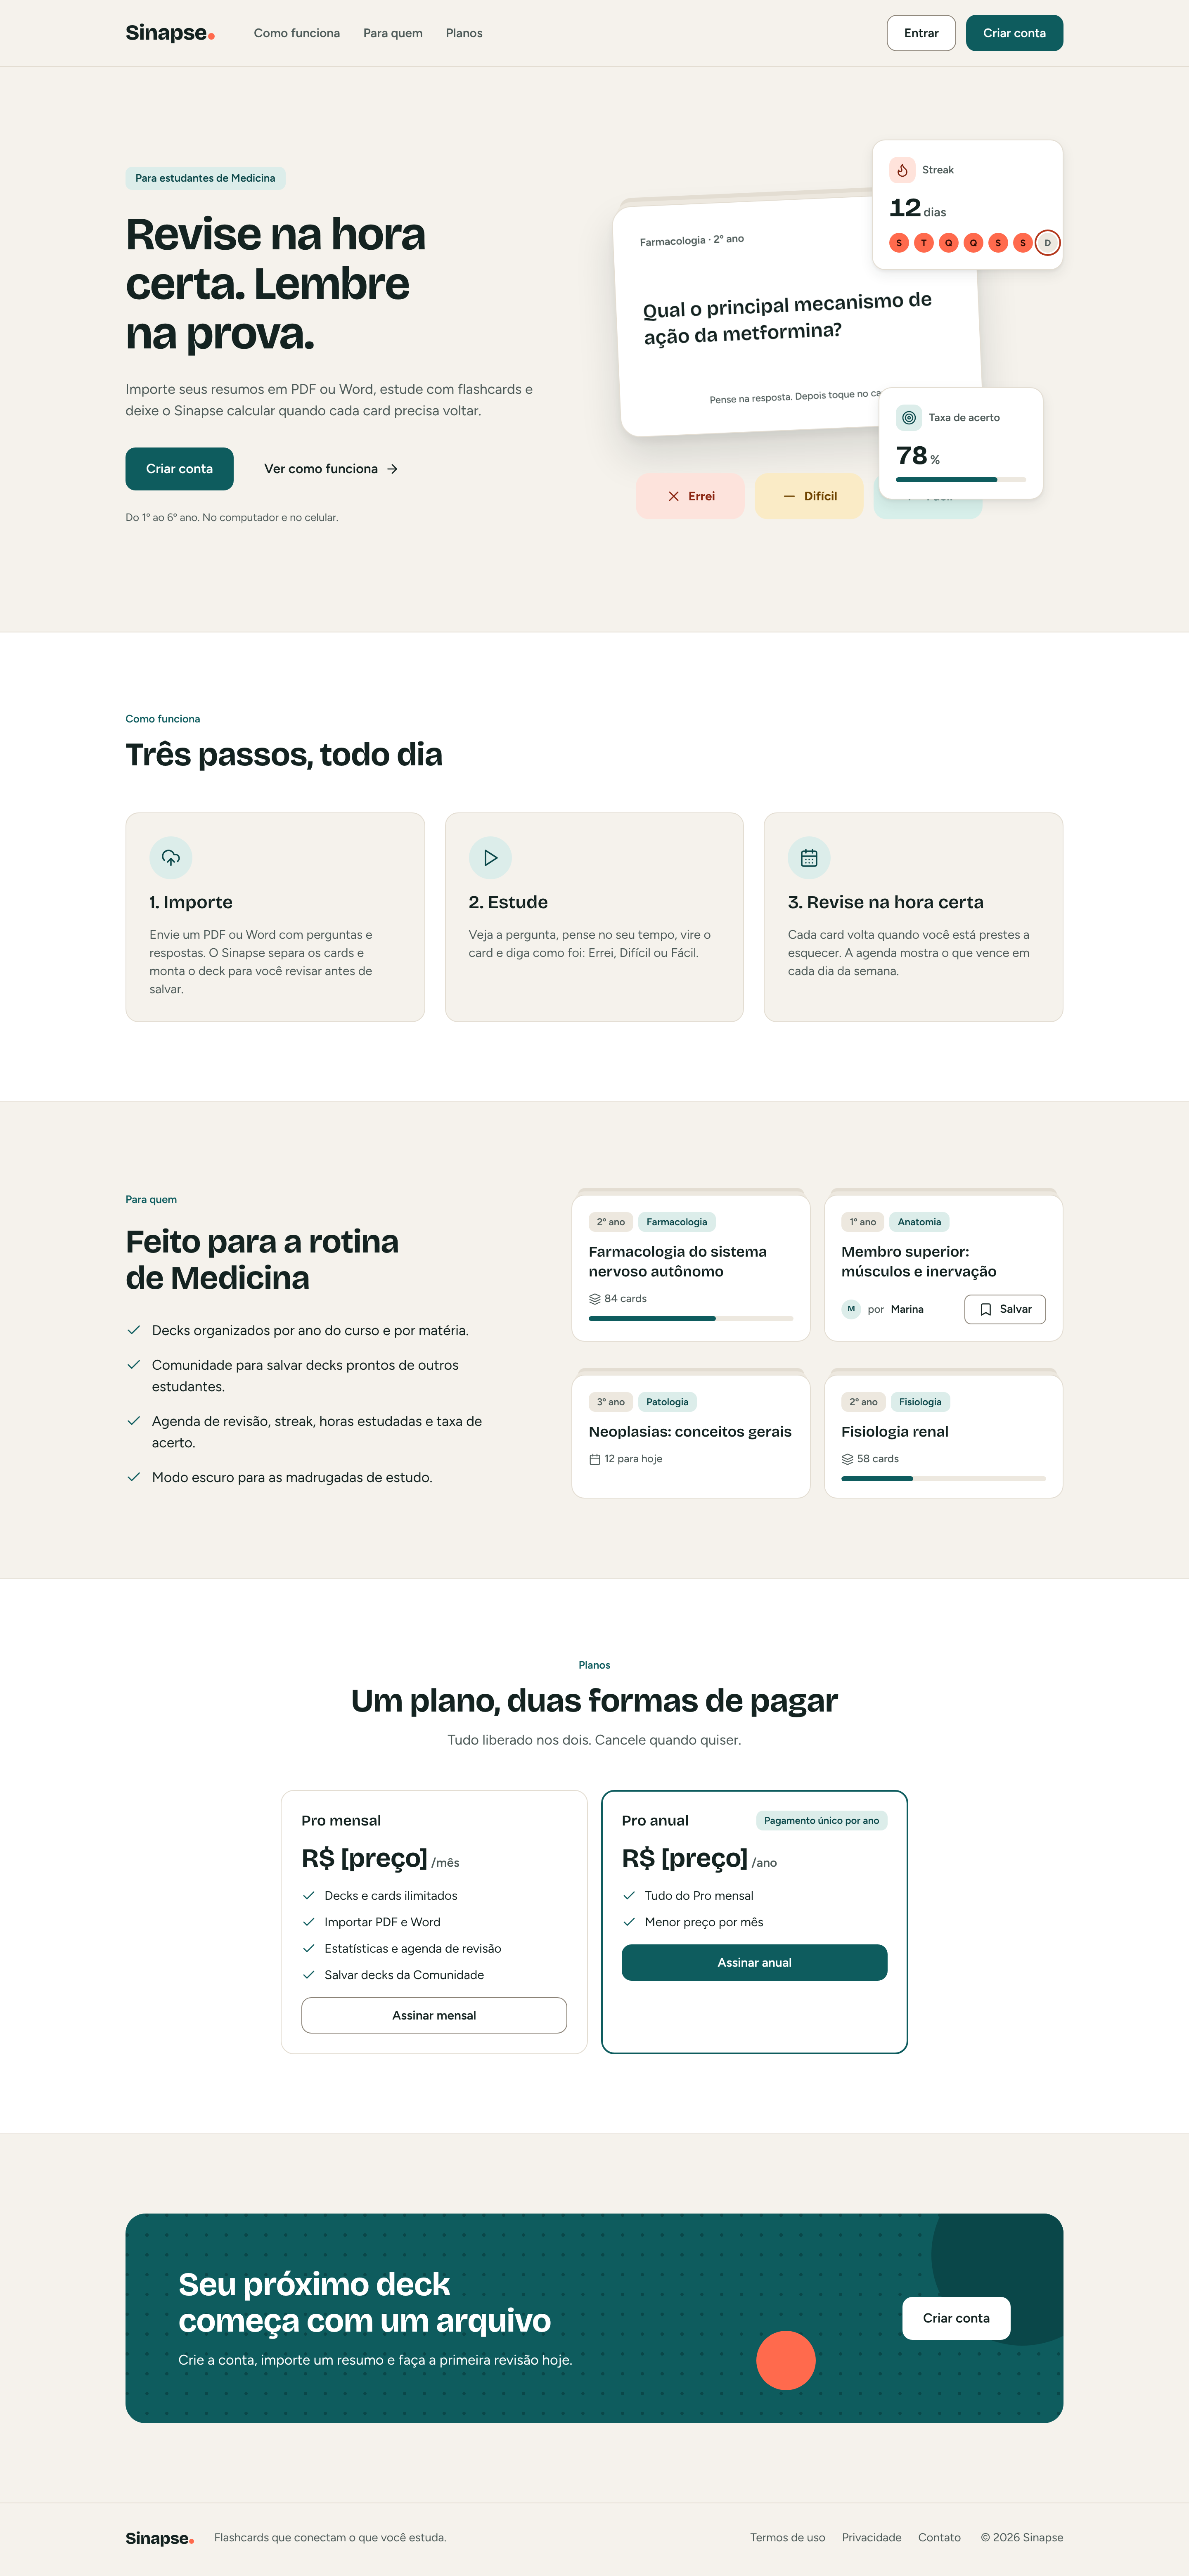 Sinapse.
Como funciona
Para quem
Planos
Entrar
Criar conta
Para estudantes de Medicina
Revise na hora
certa. Lembre
na prova.
Importe seus resumos em PDF ou Word, estude com flashcards e
deixe o Sinapse calcular quando cada card precisa voltar.
Criar conta
Ver como funciona
Do 1º ao 6º ano. No computador e no celular.
Streak
12 dias
S T Q Q S S D
Farmacologia · 2º ano
Qual o principal mecanismo de
ação da metformina?
Pense na resposta. Depois toque no
Taxa de acerto
78 %
Errei
Difícil
Como funciona
Três passos, todo dia
1. Importe
Envie um PDF ou Word com perguntas e
respostas. O Sinapse separa os cards e
monta o deck para você revisar antes de
salvar.
2. Estude
Veja a pergunta, pense no seu tempo, vire o
card e diga como foi: Errei, Difícil ou Fácil.
3. Revise na hora certa
Cada card volta quando você está prestes a
esquecer. A agenda mostra o que vence em
cada dia da semana.
Para quem
Feito para a rotina
de Medicina
Decks organizados por ano do curso e por matéria.
Comunidade para salvar decks prontos de outros
estudantes.
Agenda de revisão, streak, horas estudadas e taxa de
acerto.
Modo escuro para as madrugadas de estudo.
2º ano
Farmacologia
Farmacologia do sistema
nervoso autônomo
84 cards
1º ano
Anatomia
Membro superior:
músculos e inervação
M
por Marina
Salvar
3º ano
Patologia
Neoplasias: conceitos gerais
12 para hoje
2º ano
Fisiologia
Fisiologia renal
58 cards
Planos
Um plano, duas formas de pagar
Tudo liberado nos dois. Cancele quando quiser.
Pro mensal
R$ [preço] /mês
Decks e cards ilimitados
Importar PDF e Word
Estatísticas e agenda de revisão
Salvar decks da Comunidade
Assinar mensal
Pro anual
Pagamento único por ano
R$ [preço] /ano
Tudo do Pro mensal
Menor preço por mês
Assinar anual
Seu próximo deck
começa com um arquivo
Crie a conta, importe um resumo e faça a primeira revisão hoje.
Criar conta
Sinapse.
Flashcards que conectam o que você estuda.
Termos de uso
Privacidade
Contato
© 2026 Sinapse